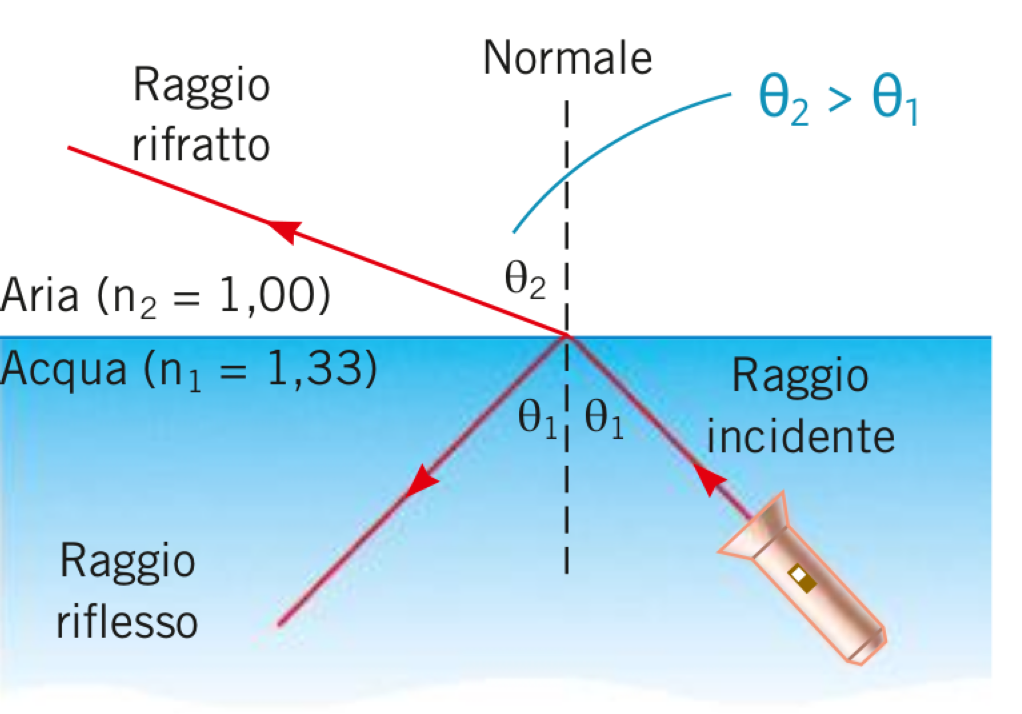 Normale
Raggio
rifratto
θ₂ > θ₁
θ₂
Aria (n₂ = 1,00)
Acqua (n₁ = 1,33)
θ₁ θ₁
Raggio
incidente
Raggio
riflesso